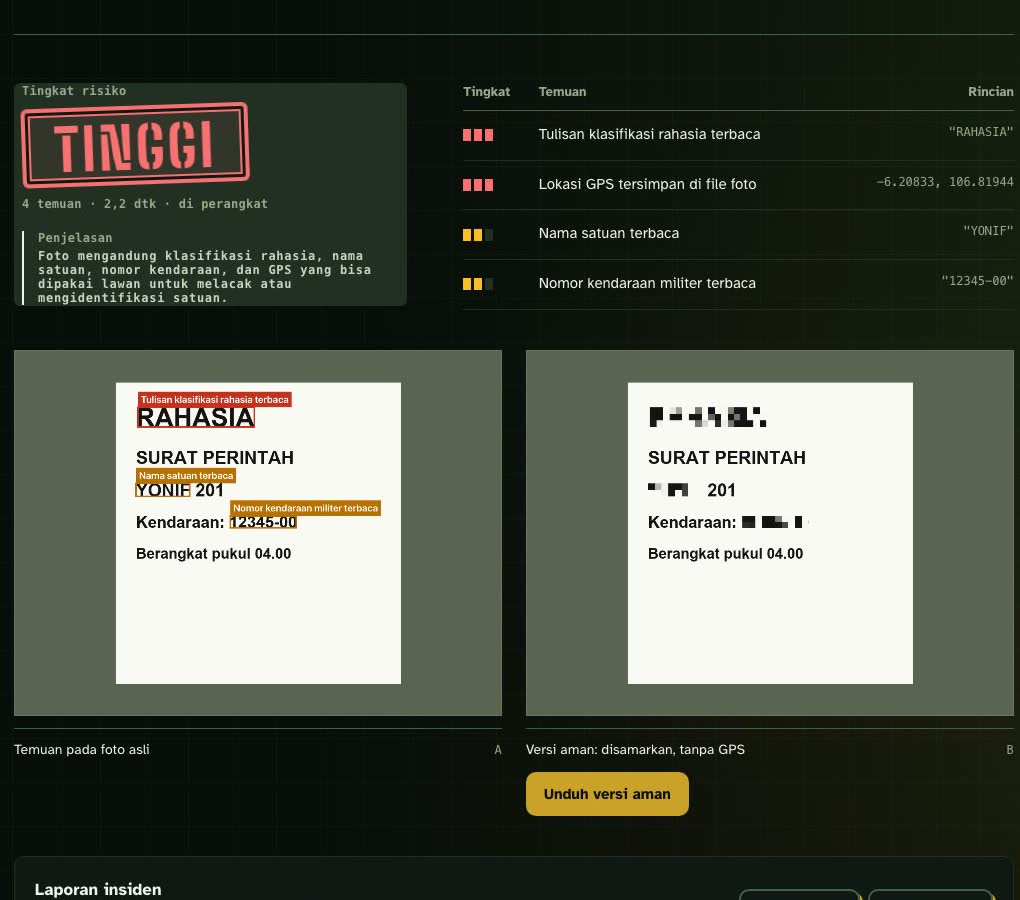 Tingkat risiko
TINGGI
4 temuan · 2,2 dtk · di perangkat
Penjelasan
Foto mengandung klasifikasi rahasia, nama
satuan, nomor kendaraan, dan GPS yang bisa
dipakai lawan untuk melacak atau
mengidentifikasi satuan.
Tingkat Temuan Rincian
Tulisan klasifikasi rahasia terbaca "RAHASIA"
Lokasi GPS tersimpan di file foto −6.20833, 106.81944
Nama satuan terbaca "YONIF"
Nomor kendaraan militer terbaca "12345-00"
Tulisan klasifikasi rahasia terbaca
RAHASIA
SURAT PERINTAH
Nama satuan terbaca
YONIF 201
Nomor kendaraan militer terbaca
Kendaraan: 12345-00
Berangkat pukul 04.00
SURAT PERINTAH
201
Kendaraan:
Berangkat pukul 04.00
Temuan pada foto asli A
Versi aman: disamarkan, tanpa GPS B
Unduh versi aman
Laporan insiden